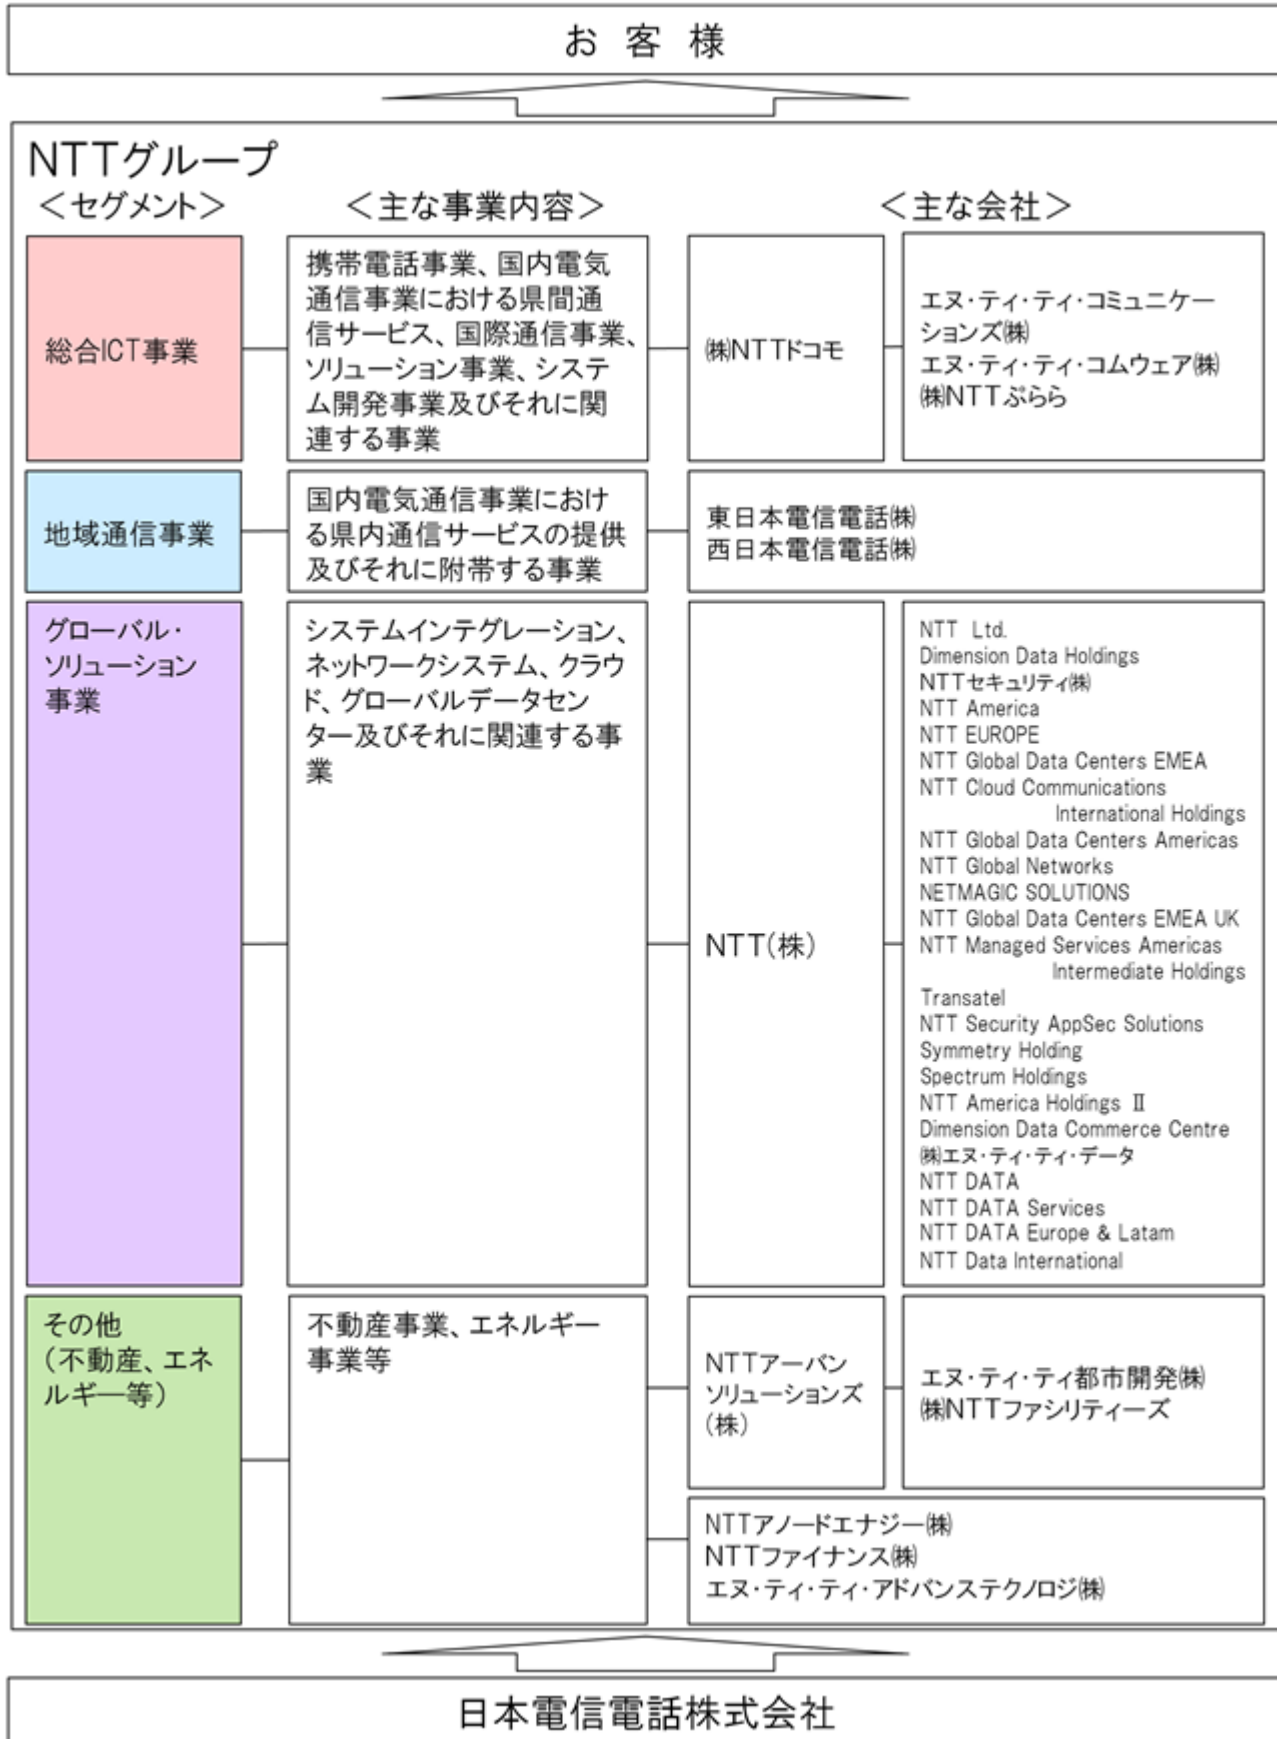 お 客 様
NTTグループ
＜セグメント＞
＜主な事業内容＞
＜主な会社＞
総合ICT事業
携帯電話事業、国内電気
通信事業における県間通
信サービス、国際通信事業、
ソリューション事業、システ
ム開発事業及びそれに関
連する事業
㈱NTTドコモ
エヌ・ティ・ティ・コミュニケー
ションズ㈱
エヌ・ティ・ティ・コムウェア㈱
㈱NTTぷらら
地域通信事業
国内電気通信事業におけ
る県内通信サービスの提供
及びそれに附帯する事業
東日本電信電話㈱
西日本電信電話㈱
グローバル・
ソリューション
事業
システムインテグレーション、
ネットワークシステム、クラウ
ド、グローバルデータセン
ター及びそれに関連する事
業
NTT(株)
NTT Ltd.
Dimension Data Holdings
NTTセキュリティ㈱
NTT America
NTT EUROPE
NTT Global Data Centers EMEA
NTT Cloud Communications
International Holdings
NTT Global Data Centers Americas
NTT Global Networks
NETMAGIC SOLUTIONS
NTT Global Data Centers EMEA UK
NTT Managed Services Americas
Intermediate Holdings
Transatel
NTT Security AppSec Solutions
Symmetry Holding
Spectrum Holdings
NTT America Holdings Ⅱ
Dimension Data Commerce Centre
㈱エヌ・ティ・ティ・データ
NTT DATA
NTT DATA Services
NTT DATA Europe & Latam
NTT Data International
その他
（不動産、エネ
ルギ―等）
不動産事業、エネルギー
事業等
NTTアーバン
ソリューションズ
(株)
エヌ・ティ・ティ都市開発㈱
㈱NTTファシリティーズ
NTTアノードエナジー㈱
NTTファイナンス㈱
エヌ・ティ・ティ・アドバンステクノロジ㈱
日本電信電話株式会社